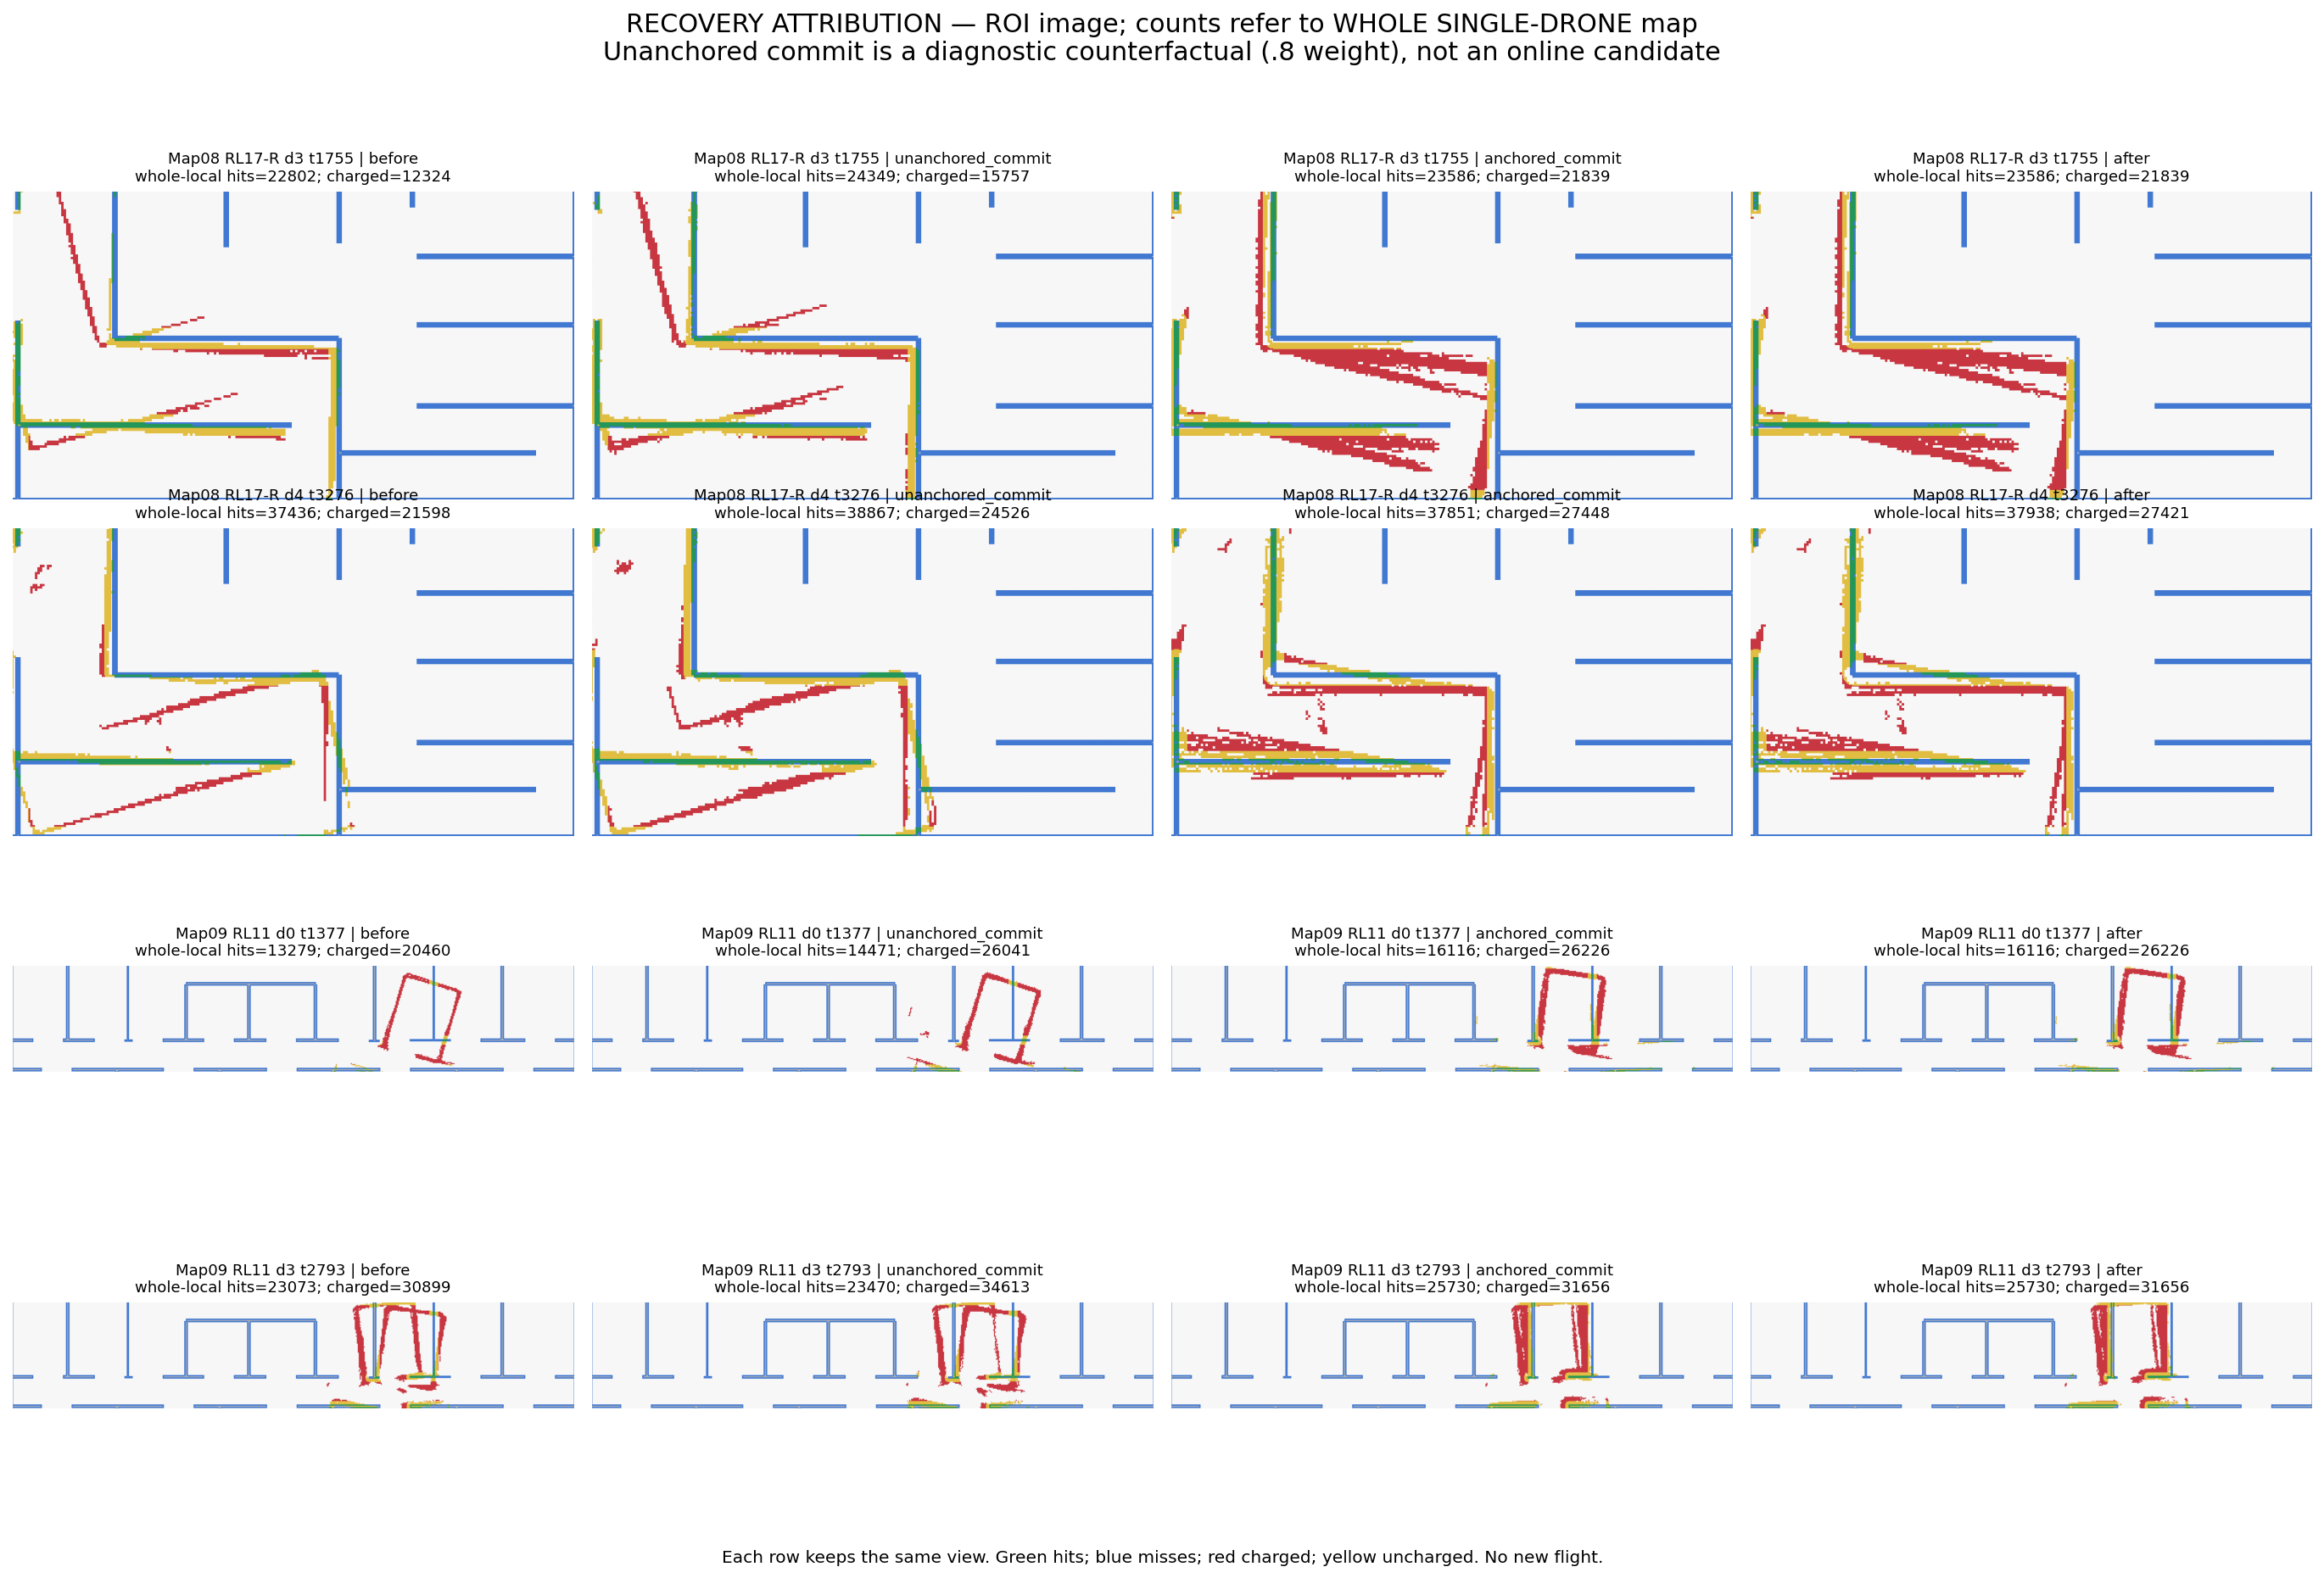 RECOVERY ATTRIBUTION — ROI image; counts refer to WHOLE SINGLE-DRONE map
Unanchored commit is a diagnostic counterfactual (.8 weight), not an online candidate
Map08 RL17-R d3 t1755 | before
whole-local hits=22802; charged=12324
Map08 RL17-R d3 t1755 | unanchored_commit
whole-local hits=24349; charged=15757
Map08 RL17-R d3 t1755 | anchored_commit
whole-local hits=23586; charged=21839
Map08 RL17-R d3 t1755 | after
whole-local hits=23586; charged=21839
Map08 RL17-R d4 t3276 | before
whole-local hits=37436; charged=21598
Map08 RL17-R d4 t3276 | unanchored_commit
whole-local hits=38867; charged=24526
Map08 RL17-R d4 t3276 | anchored_commit
whole-local hits=37851; charged=27448
Map08 RL17-R d4 t3276 | after
whole-local hits=37938; charged=27421
Map09 RL11 d0 t1377 | before
whole-local hits=13279; charged=20460
Map09 RL11 d0 t1377 | unanchored_commit
whole-local hits=14471; charged=26041
Map09 RL11 d0 t1377 | anchored_commit
whole-local hits=16116; charged=26226
Map09 RL11 d0 t1377 | after
whole-local hits=16116; charged=26226
Map09 RL11 d3 t2793 | before
whole-local hits=23073; charged=30899
Map09 RL11 d3 t2793 | unanchored_commit
whole-local hits=23470; charged=34613
Map09 RL11 d3 t2793 | anchored_commit
whole-local hits=25730; charged=31656
Map09 RL11 d3 t2793 | after
whole-local hits=25730; charged=31656
Each row keeps the same view. Green hits; blue misses; red charged; yellow uncharged. No new flight.